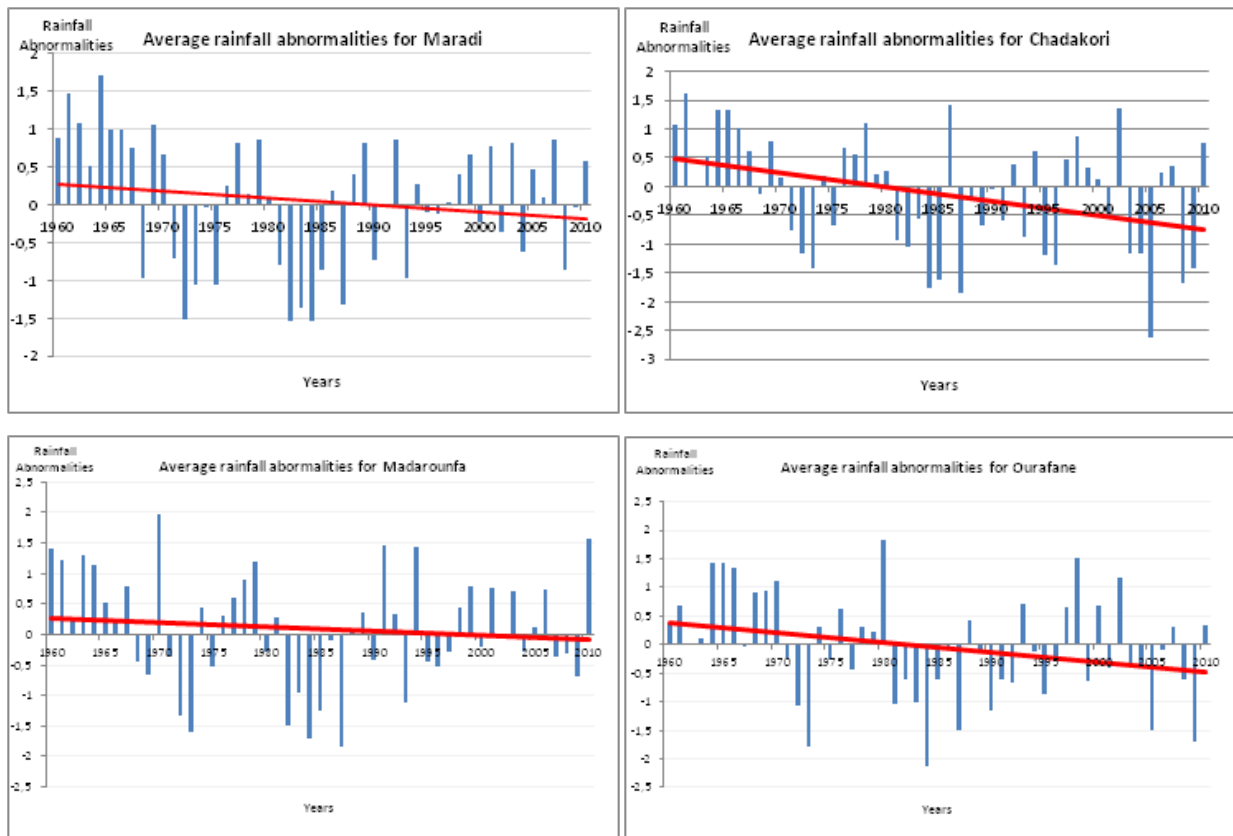 Rainfall
Abnormalities
Average rainfall abnormalities for Maradi
2
1,5
1
0,5
0
-0,5
-1
-1,5
-2
1960 1965 1970 1975 1980 1985 1990 1995 2000 2005 2010
Years
Rainfall
Abnormalities
Average rainfall abnormalities for Chadakori
2
1,5
1
0,5
0
-0,5
-1
-1,5
-2
-2,5
-3
1960 1965 1970 1975 1980 1985 1990 1995 2000 2005 2010
Years
Rainfall
Abnormalities
Average rainfall abormalities for Madarounfa
2,5
2
1,5
1
0,5
0
-0,5
-1
-1,5
-2
-2,5
1960 1965 1970 1975 1980 1985 1990 1995 2000 2005 2010
Years
Rainfall
Abnormalities
Average rainfall abnormalities for Ourafane
2,5
2
1,5
1
0,5
0
-0,5
-1
-1,5
-2
-2,5
1960 1965 1970 1975 1980 1985 1990 1995 2000 2005 2010
Years